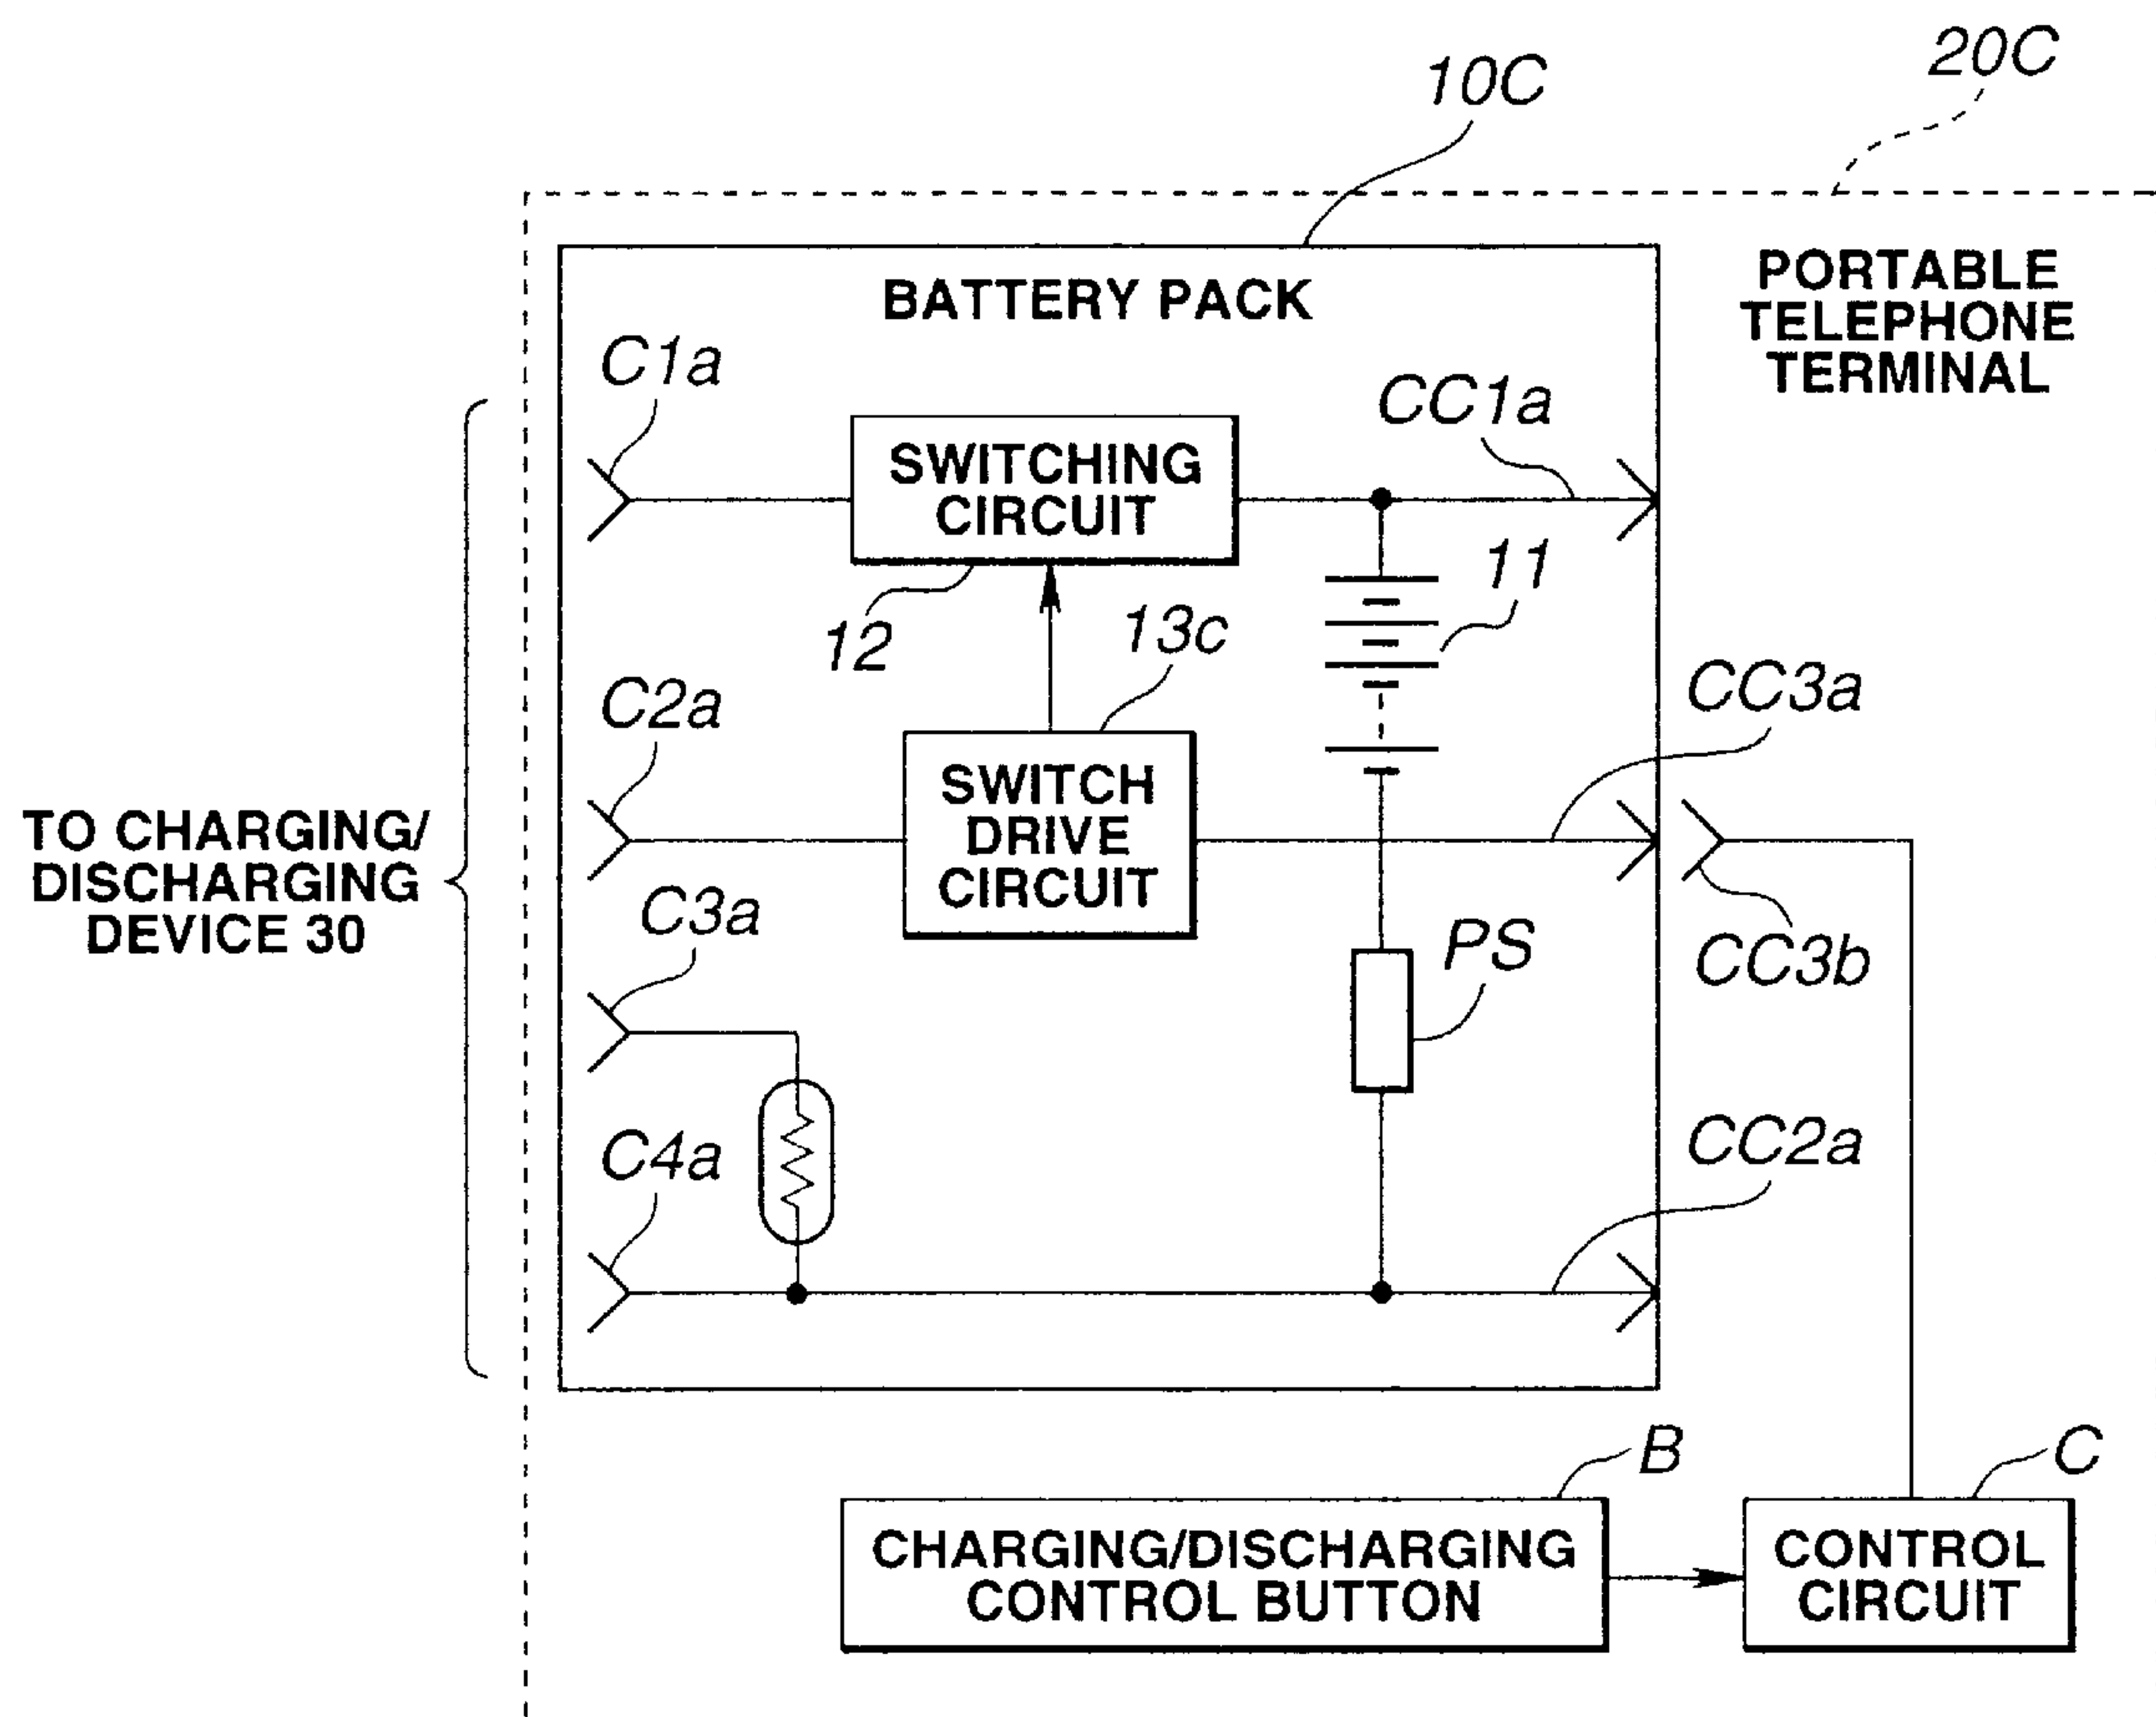 20C
10C
PORTABLE
TELEPHONE
TERMINAL
BATTERY PACK
C1a
CC1a
SWITCHING
CIRCUIT
11
12
13c
C2a
CC3a
SWITCH
DRIVE
CIRCUIT
TO CHARGING/
DISCHARGING
DEVICE 30
C3a
PS
CC3b
C4a
CC2a
B
C
CHARGING/DISCHARGING
CONTROL BUTTON
CONTROL
CIRCUIT